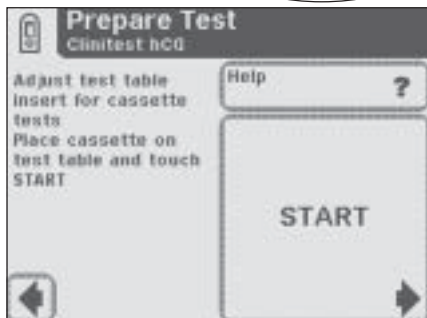 Prepare Test
Clinitest hCG
Adjust test table
insert for cassette
tests
Place cassette on
test table and touch
START
Help
?
START